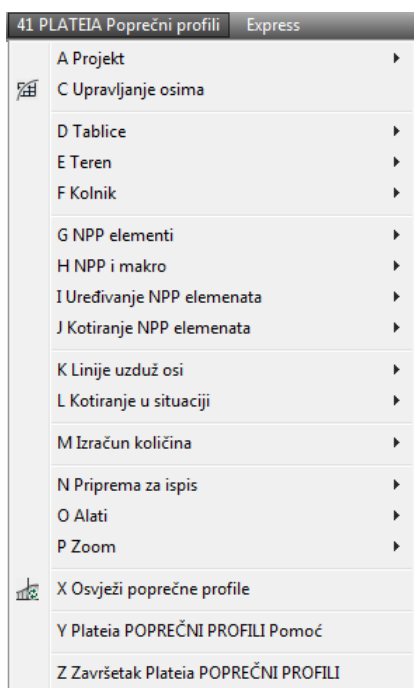 41 PLATEIA Poprečni profili Express
A Projekt
C Upravljanje osima
D Tablice
E Teren
F Kolnik
G NPP elementi
H NPP i makro
I Uređivanje NPP elemenata
J Kotiranje NPP elemenata
K Linije uzduž osi
L Kotiranje u situaciji
M Izračun količina
N Priprema za ispis
O Alati
P Zoom
X Osvježi poprečne profile
Y Plateia POPREČNI PROFILI Pomoć
Z Završetak Plateia POPREČNI PROFILI